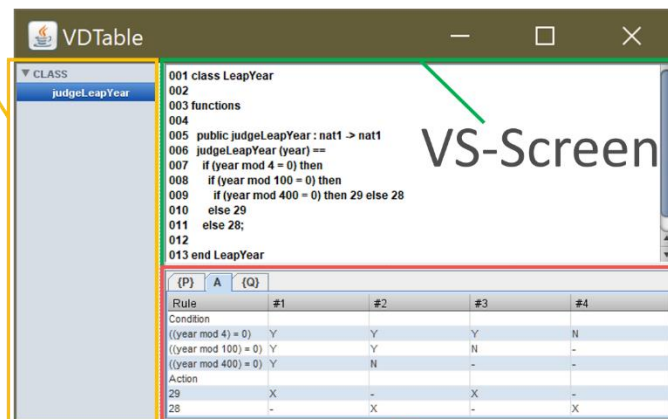 VDTable
CLASS
judgeLeapYear
001 class LeapYear
002
003 functions
004
005 public judgeLeapYear : nat1 -> nat1
006 judgeLeapYear (year) ==
007 if (year mod 4 = 0) then
008 if (year mod 100 = 0) then
009 if (year mod 400 = 0) then 29 else 28
010 else 29
011 else 28;
012
013 end LeapYear
VS-Screen
{P} A {Q}
Rule #1 #2 #3 #4
Condition
((year mod 4) = 0) Y Y Y N
((year mod 100) = 0) Y Y N -
((year mod 400) = 0) Y N - -
Action
29 X - X -
28 - X - X